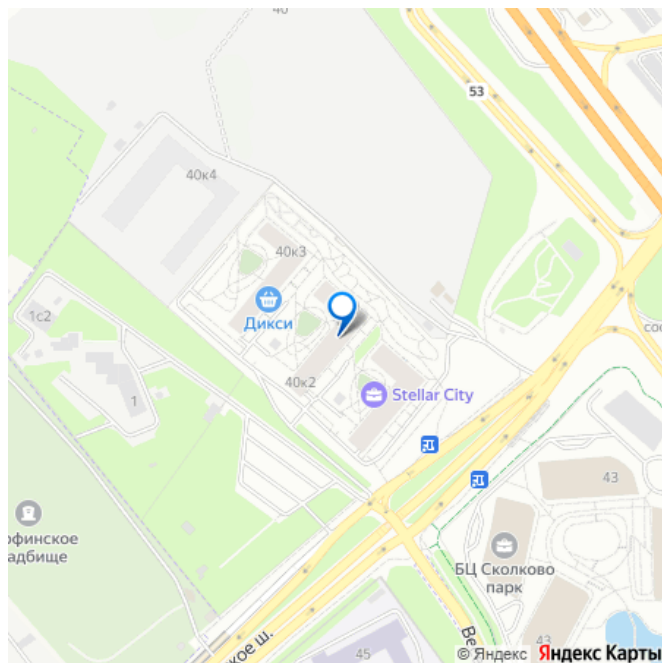 40
53
40к4
40к3
1с2
Дикси
40к2
Stellar City
1
43
офинское
адбище
БЦ Сколково
парк
43
45
кое ш.
Ве
© Яндекс Яндекс Карты